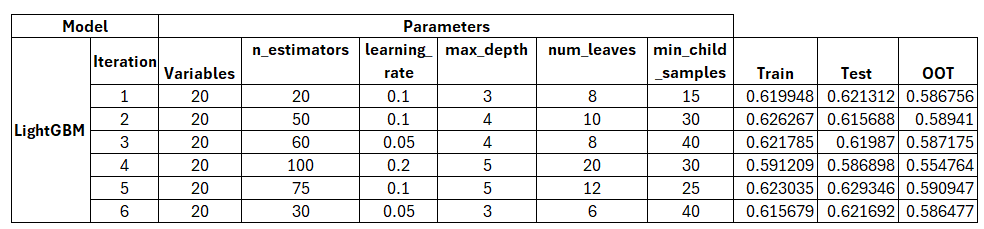 Model Parameters
Iteration Variables n_estimators learning_rate max_depth num_leaves min_child_samples Train Test OOT
LightGBM
1 20 20 0.1 3 8 15 0.619948 0.621312 0.586756
2 20 50 0.1 4 10 30 0.626267 0.615688 0.58941
3 20 60 0.05 4 8 40 0.621785 0.61987 0.587175
4 20 100 0.2 5 20 30 0.591209 0.586898 0.554764
5 20 75 0.1 5 12 25 0.623035 0.629346 0.590947
6 20 30 0.05 3 6 40 0.615679 0.621692 0.586477